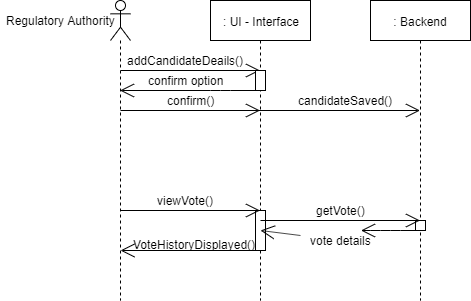 Regulatory Authority
: UI - Interface
: Backend
addCandidateDeails()
confirm option
confirm()
candidateSaved()
viewVote()
getVote()
vote details
VoteHistoryDisplayed()